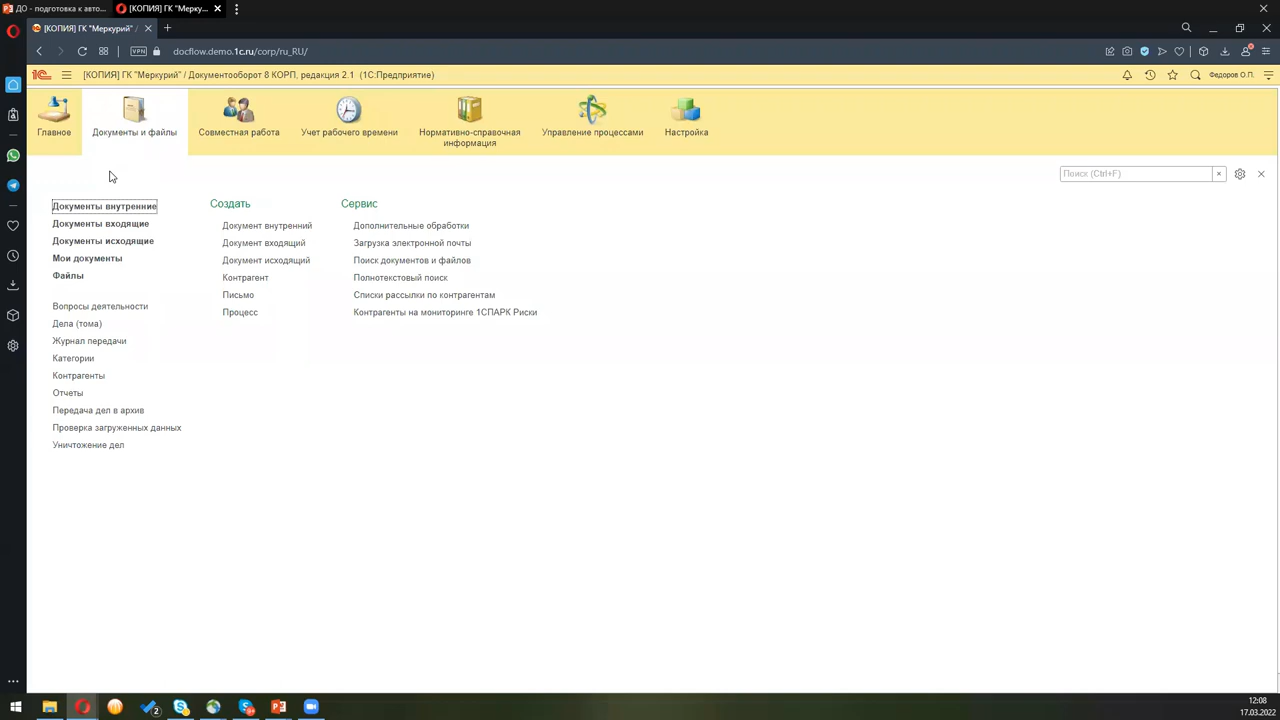 ДО - подготовка к авто...
[КОПИЯ] ГК "Мерку...
[КОПИЯ] ГК "Меркурий" /
VPN
docflow.demo.1c.ru/corp/ru_RU/
[КОПИЯ] ГК "Меркурий" / Документооборот 8 КОРП, редакция 2.1 (1С:Предприятие)
Федоров О.П.
Главное
Документы и файлы
Совместная работа
Учет рабочего времени
Нормативно-справочная
информация
Управление процессами
Настройка
Поиск (Ctrl+F)
Документы внутренние
Документы входящие
Документы исходящие
Мои документы
Файлы
Вопросы деятельности
Дела (тома)
Журнал передачи
Категории
Контрагенты
Отчеты
Передача дел в архив
Проверка загруженных данных
Уничтожение дел
Создать
Документ внутренний
Документ входящий
Документ исходящий
Контрагент
Письмо
Процесс
Сервис
Дополнительные обработки
Загрузка электронной почты
Поиск документов и файлов
Полнотекстовый поиск
Списки рассылки по контрагентам
Контрагенты на мониторинге 1СПАРК Риски
2
12:08
17.03.2022